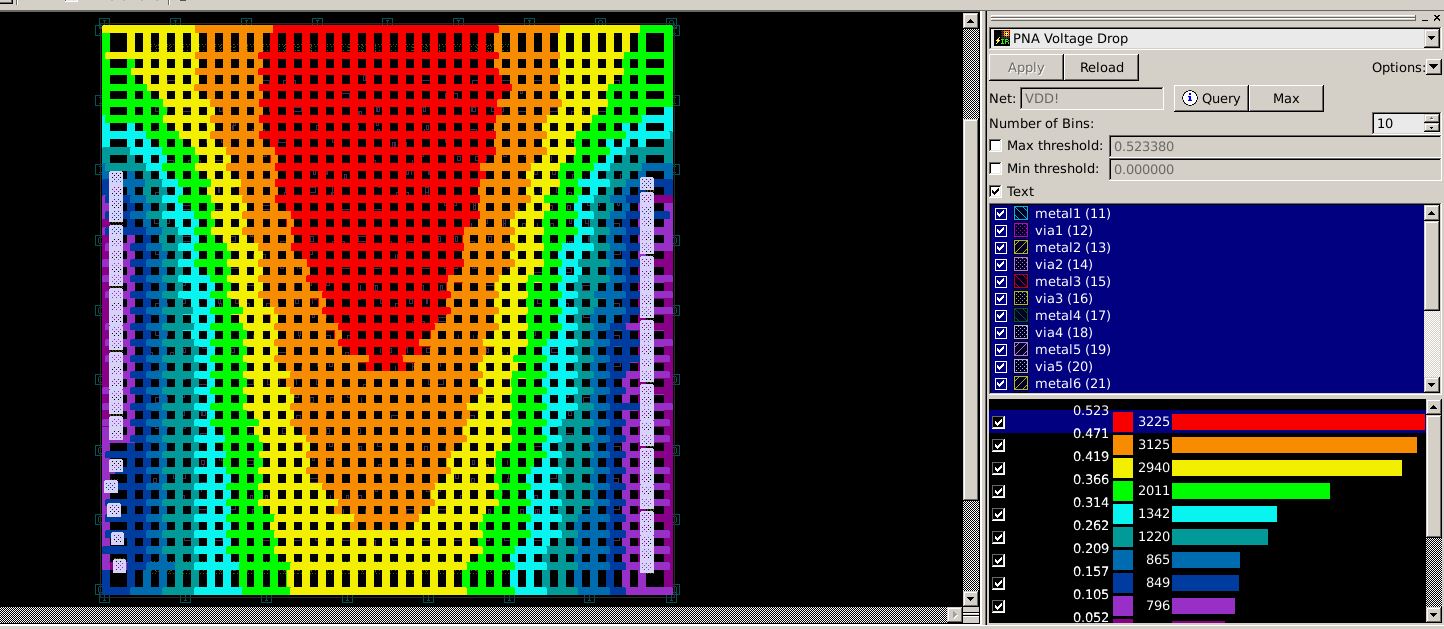 PNA Voltage Drop
Apply Reload Options:
Net: VDD! Query Max
Number of Bins: 10
Max threshold: 0.523380
Min threshold: 0.000000
Text
metal1 (11)
via1 (12)
metal2 (13)
via2 (14)
metal3 (15)
via3 (16)
metal4 (17)
via4 (18)
metal5 (19)
via5 (20)
metal6 (21)
0.523
3225
0.471
3125
0.419
2940
0.366
2011
0.314
1342
0.262
1220
0.209
865
0.157
849
0.105
796
0.052